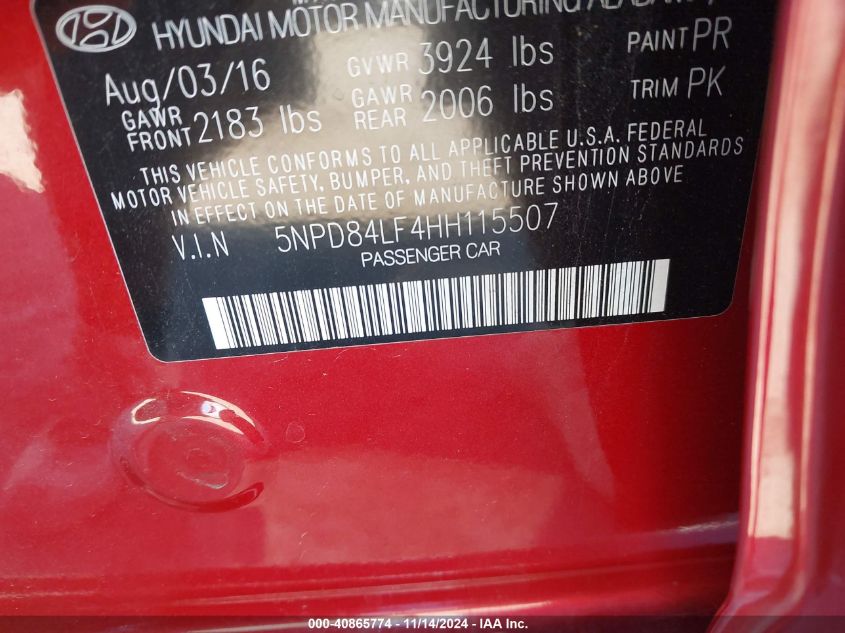 HYUNDAI MOTOR MANUFACTURING
Aug/03/16 GVWR 3924 lbs PAINT PR
GAWR FRONT 2183 lbs GAWR REAR 2006 lbs TRIM PK
THIS VEHICLE CONFORMS TO ALL APPLICABLE U.S.A. FEDERAL
MOTOR VEHICLE SAFETY, BUMPER, AND THEFT PREVENTION STANDARDS
IN EFFECT ON THE DATE OF MANUFACTURE SHOWN ABOVE
V.I.N 5NPD84LF4HH115507
PASSENGER CAR
000-40865774 - 11/14/2024 - IAA Inc.